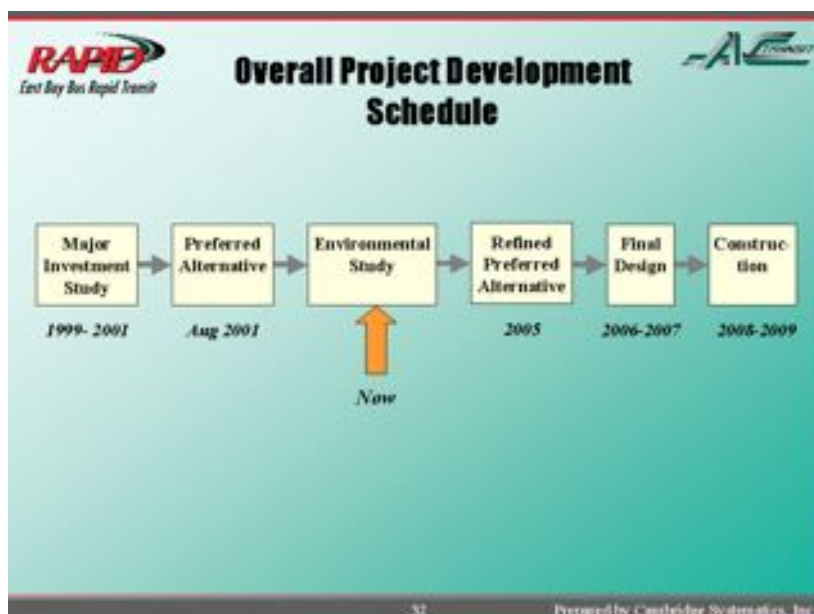 RAPID
East Bay Bus Rapid Transit
AC TRANSIT
Overall Project Development
Schedule
Major
Investment
Study
Preferred
Alternative
Environmental
Study
Refined
Preferred
Alternative
Final
Design
Construc-
tion
1999- 2001
Aug 2001
2005
2006-2007
2008-2009
Now
32
Prepared by Cambridge Systematics, Inc